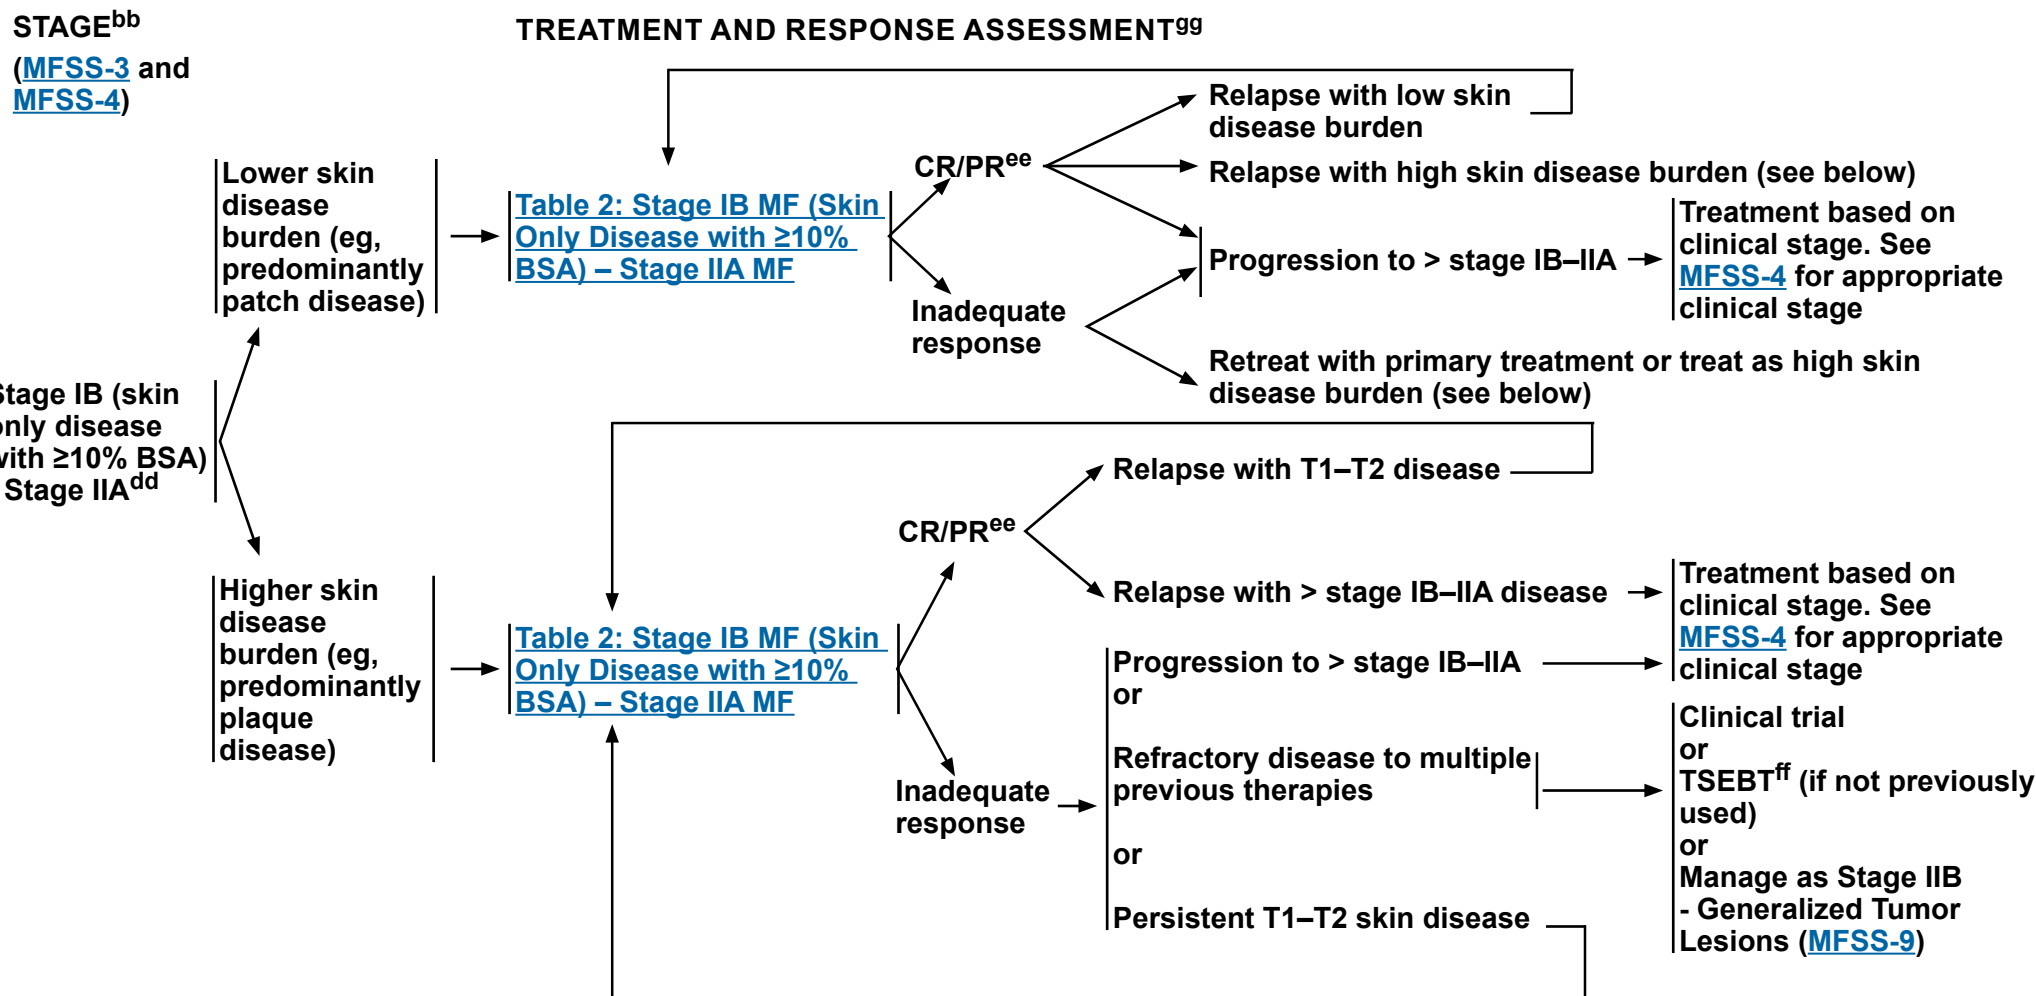 STAGEbb
(MFSS-3 and
MFSS-4)
TREATMENT AND RESPONSE ASSESSMENTgg
Stage IB (skin
only disease
with ≥10% BSA)
Stage IIAdd
Lower skin
disease
burden (eg,
predominantly
patch disease)
Table 2: Stage IB MF (Skin
Only Disease with ≥10%
BSA) – Stage IIA MF
CR/PRee
Relapse with low skin
disease burden
Relapse with high skin disease burden (see below)
Progression to > stage IB–IIA
Treatment based on
clinical stage. See
MFSS-4 for appropriate
clinical stage
Inadequate
response
Retreat with primary treatment or treat as high skin
disease burden (see below)
Higher skin
disease
burden (eg,
predominantly
plaque
disease)
Table 2: Stage IB MF (Skin
Only Disease with ≥10%
BSA) – Stage IIA MF
CR/PRee
Relapse with T1–T2 disease
Relapse with > stage IB–IIA disease
Treatment based on
clinical stage. See
MFSS-4 for appropriate
clinical stage
Inadequate
response
Progression to > stage IB–IIA
or
Refractory disease to multiple
previous therapies
or
Persistent T1–T2 skin disease
Clinical trial
or
TSEBTff (if not previously
used)
or
Manage as Stage IIB
- Generalized Tumor
Lesions (MFSS-9)